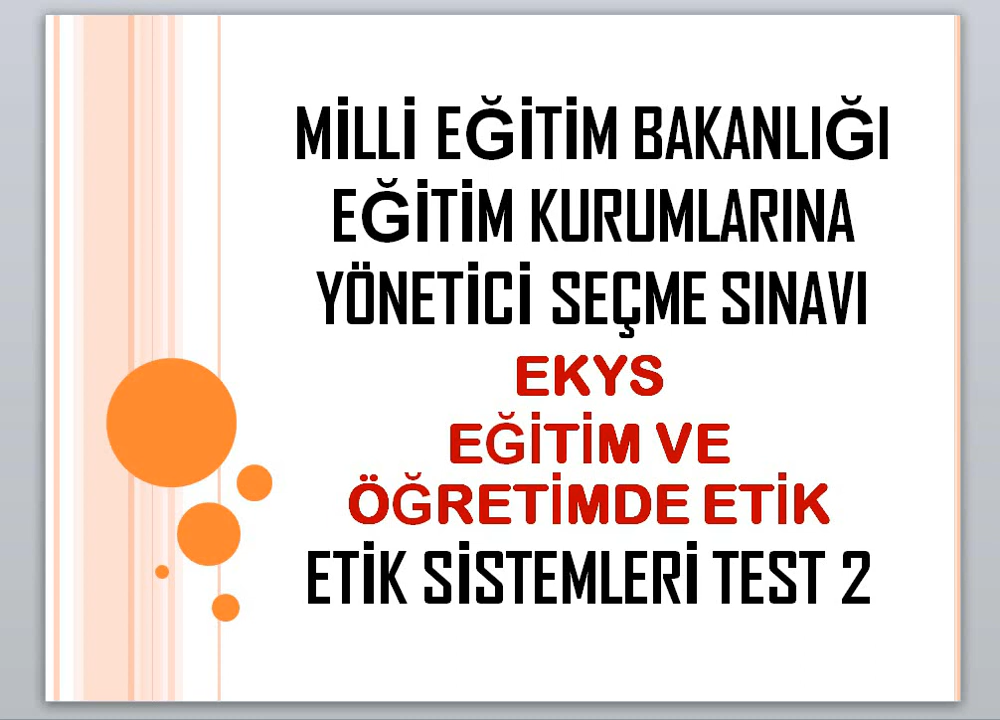 MİLLİ EĞİTİM BAKANLIĞI
EĞİTİM KURUMLARINA
YÖNETİCİ SEÇME SINAVI
EKYS
EĞİTİM VE
ÖĞRETİMDE ETİK
ETİK SİSTEMLERİ TEST 2